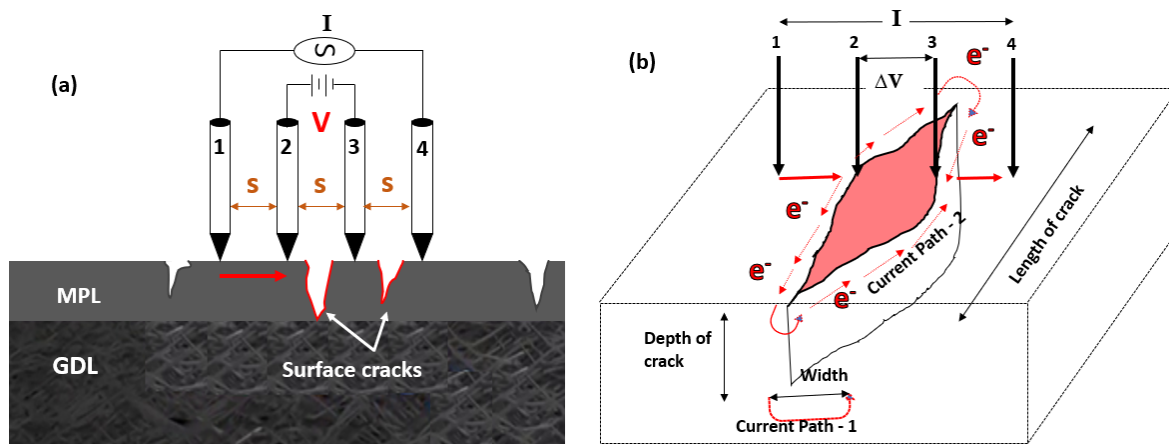 (a)
I
S
V
1
2
3
4
S
S
S
MPL
GDL
Surface cracks
(b)
I
1
2
3
4
ΔV
e-
e-
e-
e-
e-
Current Path - 2
Length of crack
Depth of
crack
Width
Current Path - 1